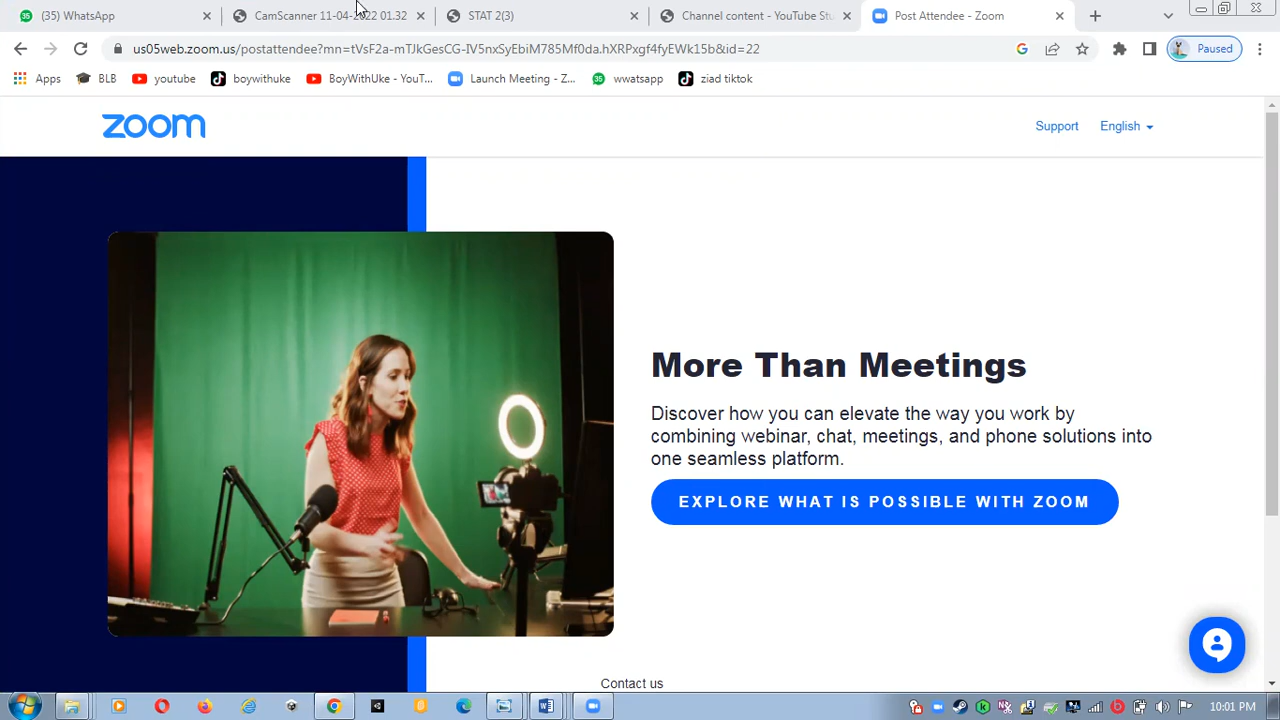 (35) WhatsApp
CamScanner 11-04-2022 01.32
STAT 2(3)
Channel content - YouTube Stu
Post Attendee - Zoom
us05web.zoom.us/postattendee?mn=tVsF2a-mTJkGesCG-IV5nxSyEbiM785Mf0da.hXRPxgf4fyEWk15b&id=22
Paused
Apps
BLB
youtube
boywithuke
BoyWithUke - YouT...
Launch Meeting - Z...
wwatsapp
ziad tiktok
zoom
Support
English
More Than Meetings
Discover how you can elevate the way you work by
combining webinar, chat, meetings, and phone solutions into
one seamless platform.
EXPLORE WHAT IS POSSIBLE WITH ZOOM
Contact us
10:01 PM